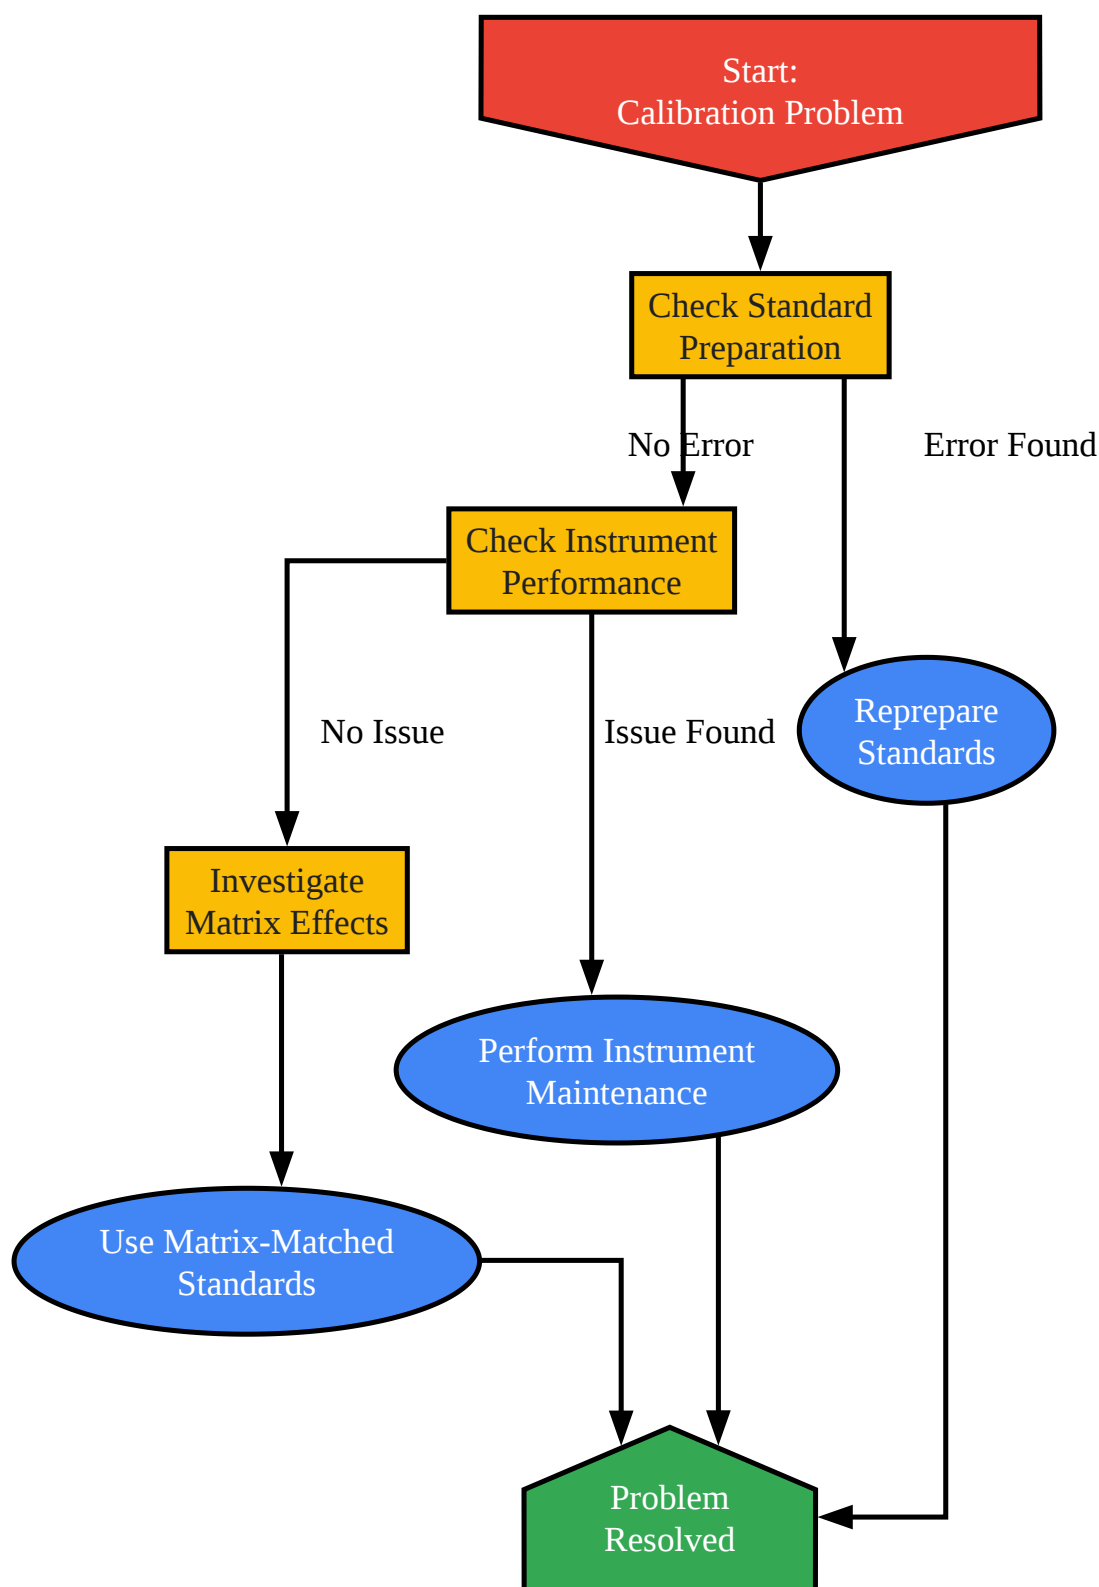 Start:
Calibration Problem
Check Standard
Preparation
No Error
Error Found
Check Instrument
Performance
No Issue
Issue Found
Reprepare
Standards
Investigate
Matrix Effects
Perform Instrument
Maintenance
Use Matrix-Matched
Standards
Problem
Resolved